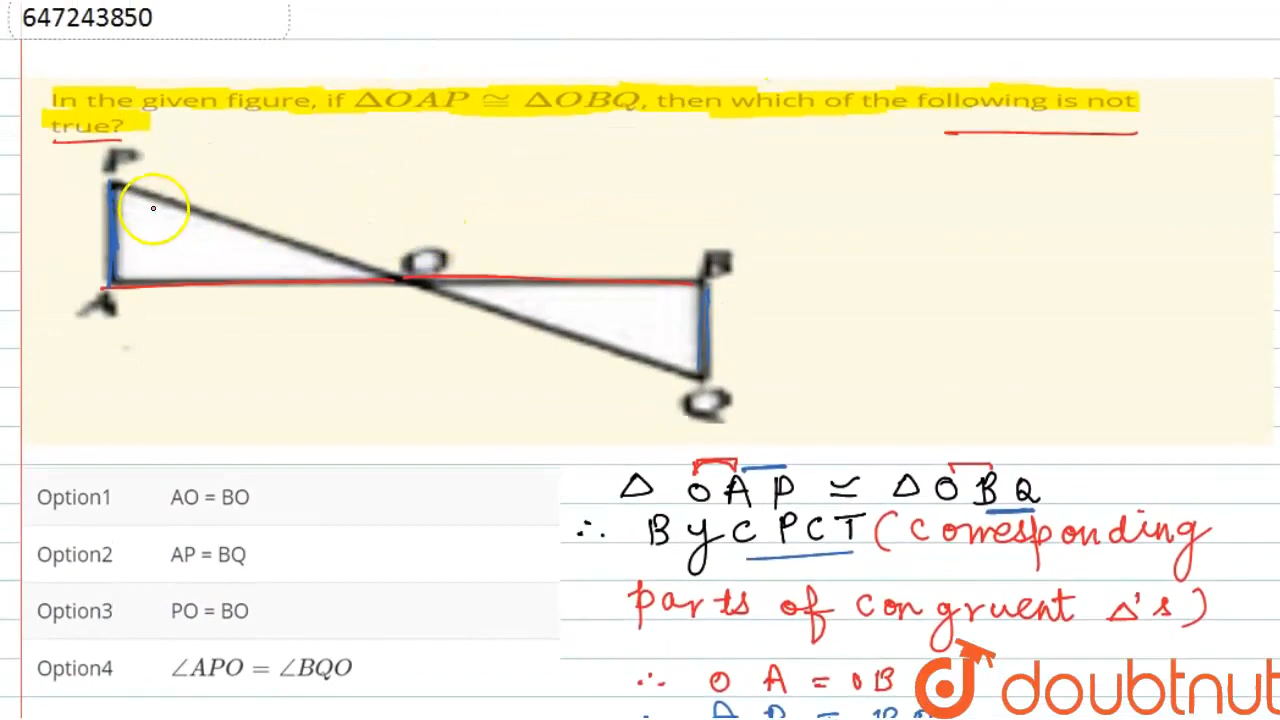 647243850
In the given figure, if ΔOAP ≅ ΔOBQ, then which of the following is not
true?
P
O
B
A
Q
Option1 AO = BO
Option2 AP = BQ
Option3 PO = BO
Option4 ∠APO = ∠BQO
Δ OAP ≃ Δ OBQ
∴ By CPCT (Corresponding
parts of congruent Δ's)
∴ OA = OB
doubtnut